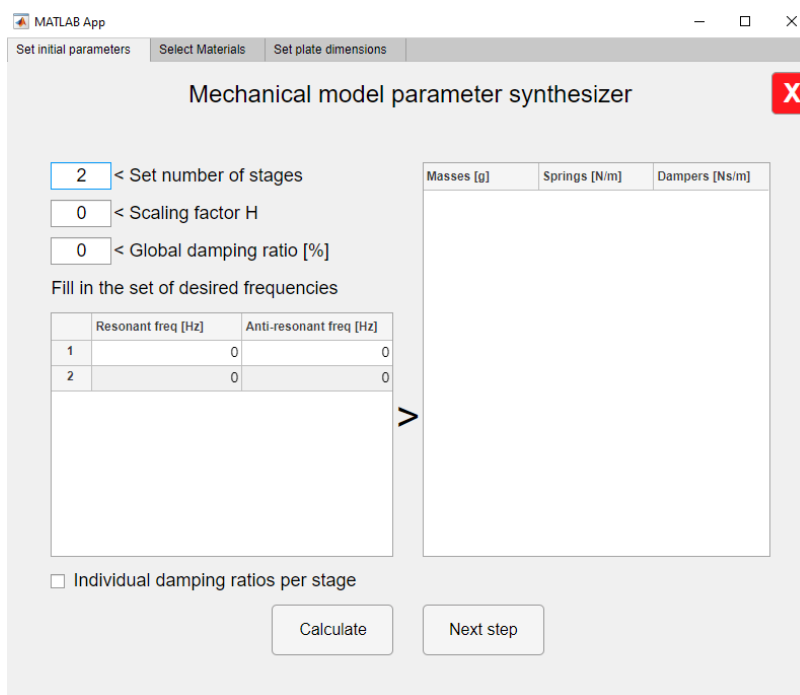 MATLAB App
Set initial parameters Select Materials Set plate dimensions
Mechanical model parameter synthesizer
X
2 < Set number of stages
0 < Scaling factor H
0 < Global damping ratio [%]
Fill in the set of desired frequencies
Resonant freq [Hz] Anti-resonant freq [Hz]
1 0 0
2 0 0
>
Masses [g] Springs [N/m] Dampers [Ns/m]
Individual damping ratios per stage
Calculate Next step